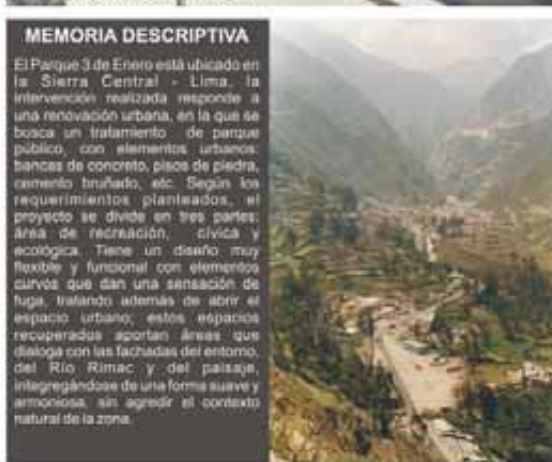 MEMORIA DESCRIPTIVA
El Parque 3 de Enero está ubicado en
la Sierra Central - Lima, la
intervención realizada responde a
una renovación urbana, en la que se
busca un tratamiento de parque
público, con elementos urbanos:
bancas de concreto, pisos de piedra,
cemento bruñado, etc. Según los
requerimientos planteados, el
proyecto se divide en tres partes:
área de recreación, cívica y
ecológica. Tiene un diseño muy
flexible y funcional con elementos
curvos que dan una sensación de
fuga, tratando además de abrir el
espacio urbano; estos espacios
recuperados aportan áreas que
dialoga con las fachadas del entorno,
del Río Rimac y del paisaje,
integregándose de una forma suave y
armoniosa, sin agredir el contexto
natural de la zona.